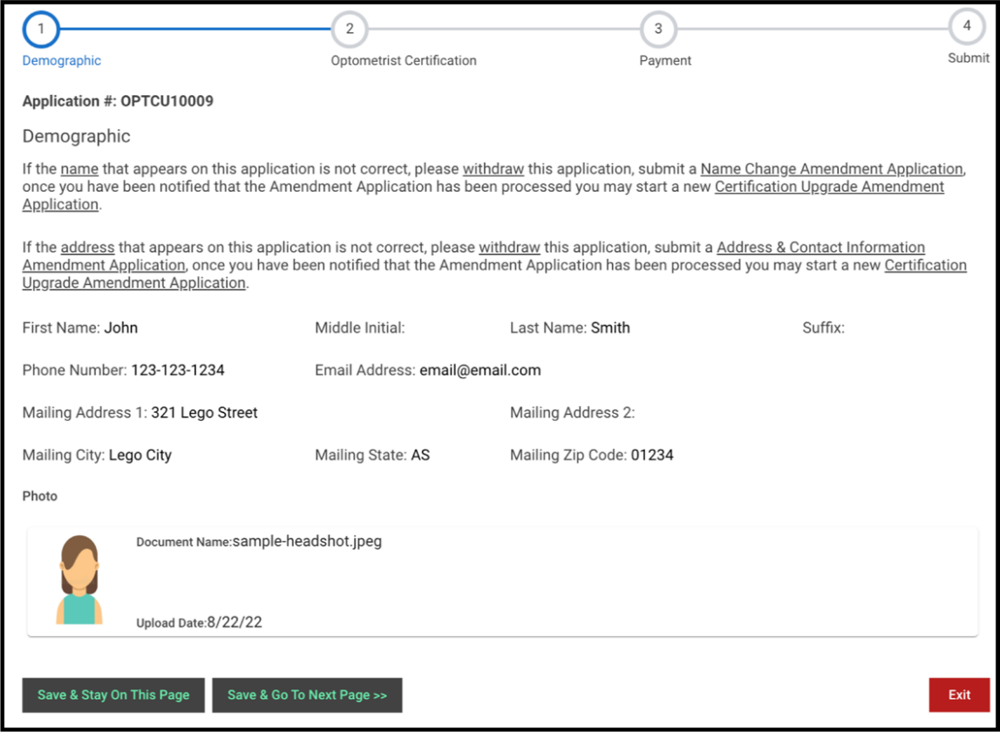 1
2
3
4
Demographic
Optometrist Certification
Payment
Submit
Application #: OPTCU10009
Demographic
If the name that appears on this application is not correct, please withdraw this application, submit a Name Change Amendment Application,
once you have been notified that the Amendment Application has been processed you may start a new Certification Upgrade Amendment
Application.
If the address that appears on this application is not correct, please withdraw this application, submit a Address & Contact Information
Amendment Application, once you have been notified that the Amendment Application has been processed you may start a new Certification
Upgrade Amendment Application.
First Name: John
Middle Initial:
Last Name: Smith
Suffix:
Phone Number: 123-123-1234
Email Address: email@email.com
Mailing Address 1: 321 Lego Street
Mailing Address 2:
Mailing City: Lego City
Mailing State: AS
Mailing Zip Code: 01234
Photo
Document Name:sample-headshot.jpeg
Upload Date:8/22/22
Save & Stay On This Page
Save & Go To Next Page >>
Exit